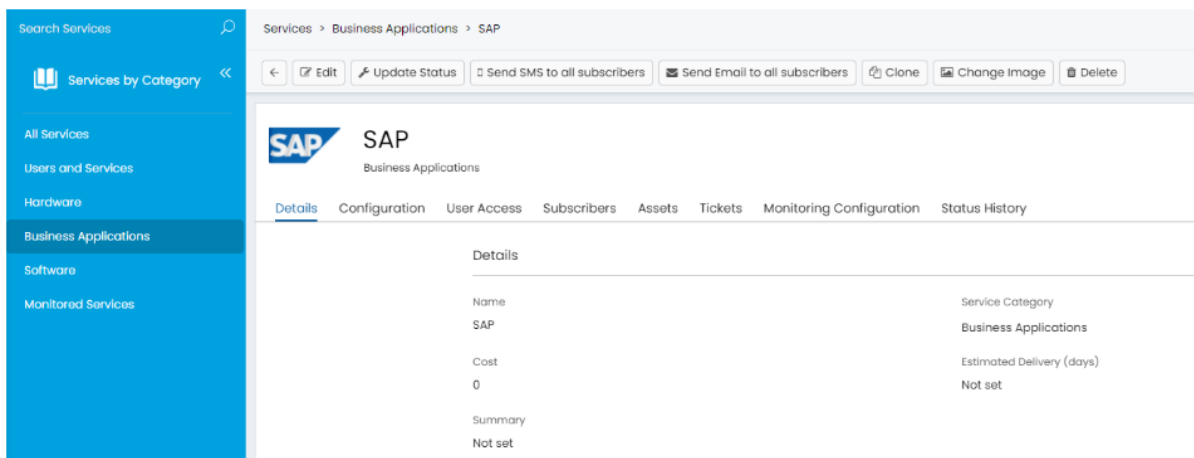 Search Services
Services > Business Applications > SAP
Services by Category
Edit Update Status Send SMS to all subscribers Send Email to all subscribers Clone Change Image Delete
All Services
Users and Services
Hardware
Business Applications
Software
Monitored Services
SAP
SAP
Business Applications
Details Configuration User Access Subscribers Assets Tickets Monitoring Configuration Status History
Details
Name
SAP
Service Category
Business Applications
Cost
0
Estimated Delivery (days)
Not set
Summary
Not set